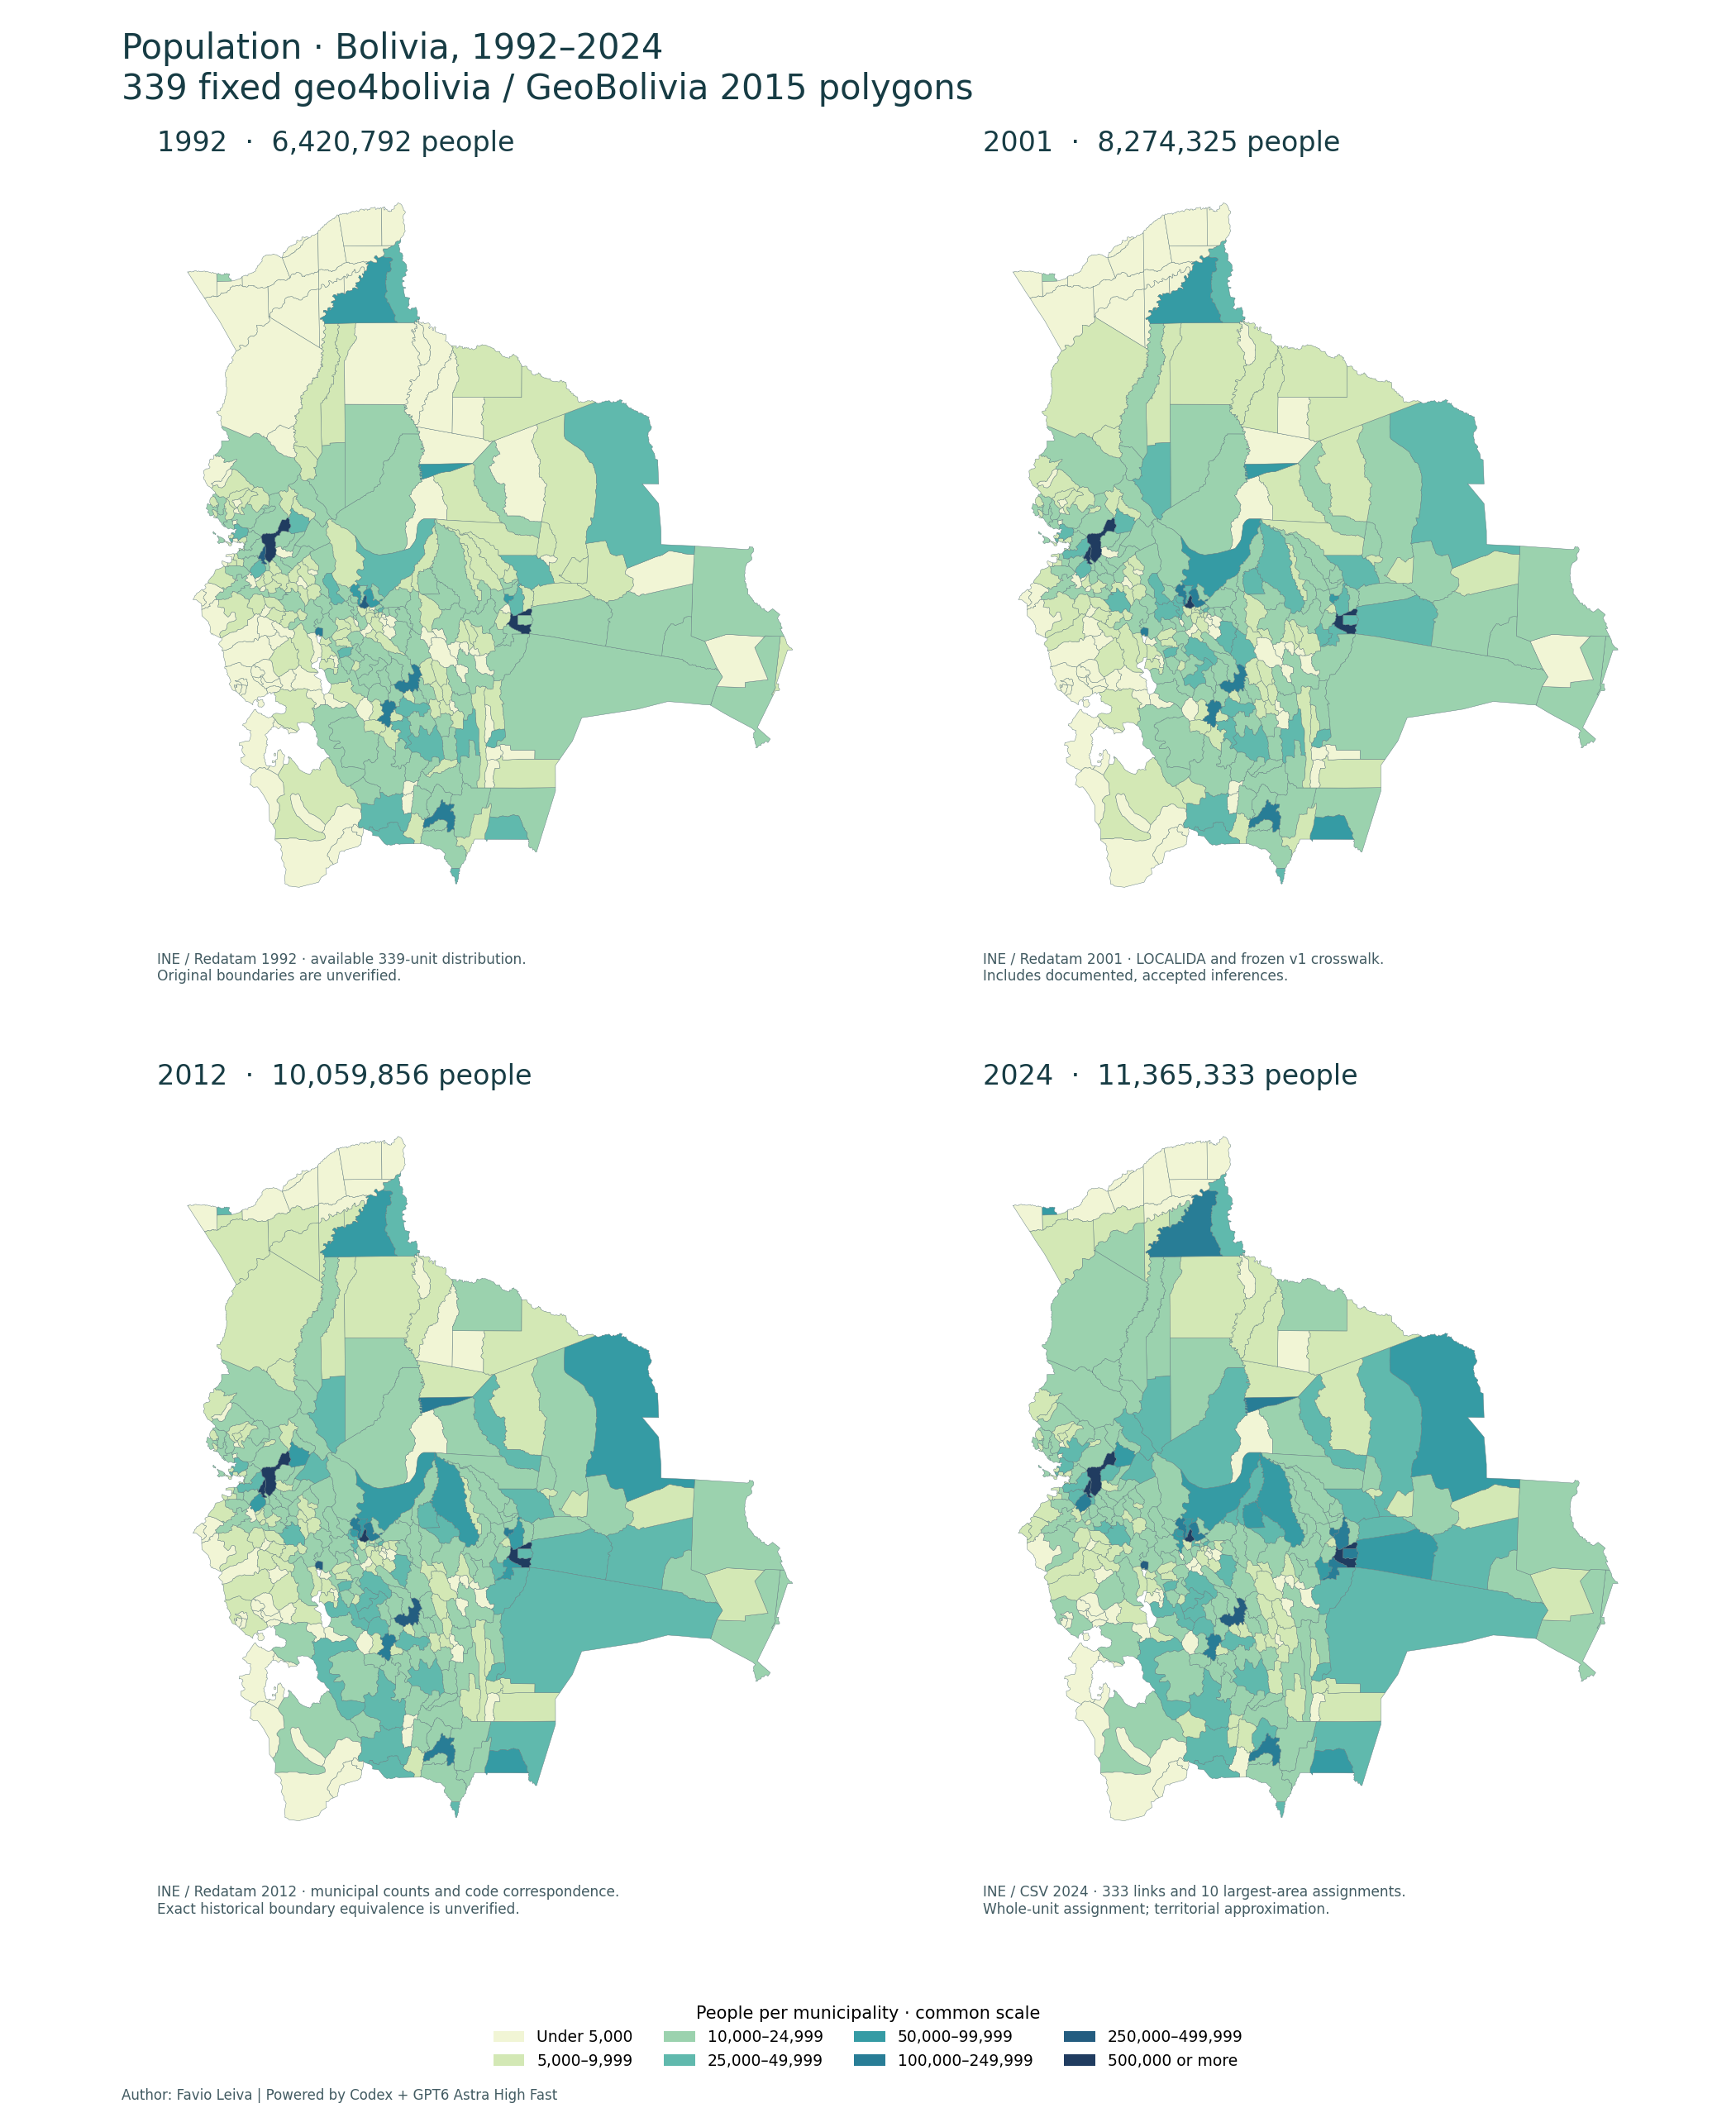 Population · Bolivia, 1992–2024
339 fixed geo4bolivia / GeoBolivia 2015 polygons
1992 · 6,420,792 people
2001 · 8,274,325 people
INE / Redatam 1992 · available 339-unit distribution.
Original boundaries are unverified.
INE / Redatam 2001 · LOCALIDA and frozen v1 crosswalk.
Includes documented, accepted inferences.
2012 · 10,059,856 people
2024 · 11,365,333 people
INE / Redatam 2012 · municipal counts and code correspondence.
Exact historical boundary equivalence is unverified.
INE / CSV 2024 · 333 links and 10 largest-area assignments.
Whole-unit assignment; territorial approximation.
People per municipality · common scale
Under 5,000
5,000–9,999
10,000–24,999
25,000–49,999
50,000–99,999
100,000–249,999
250,000–499,999
500,000 or more
Author: Favio Leiva | Powered by Codex + GPT6 Astra High Fast